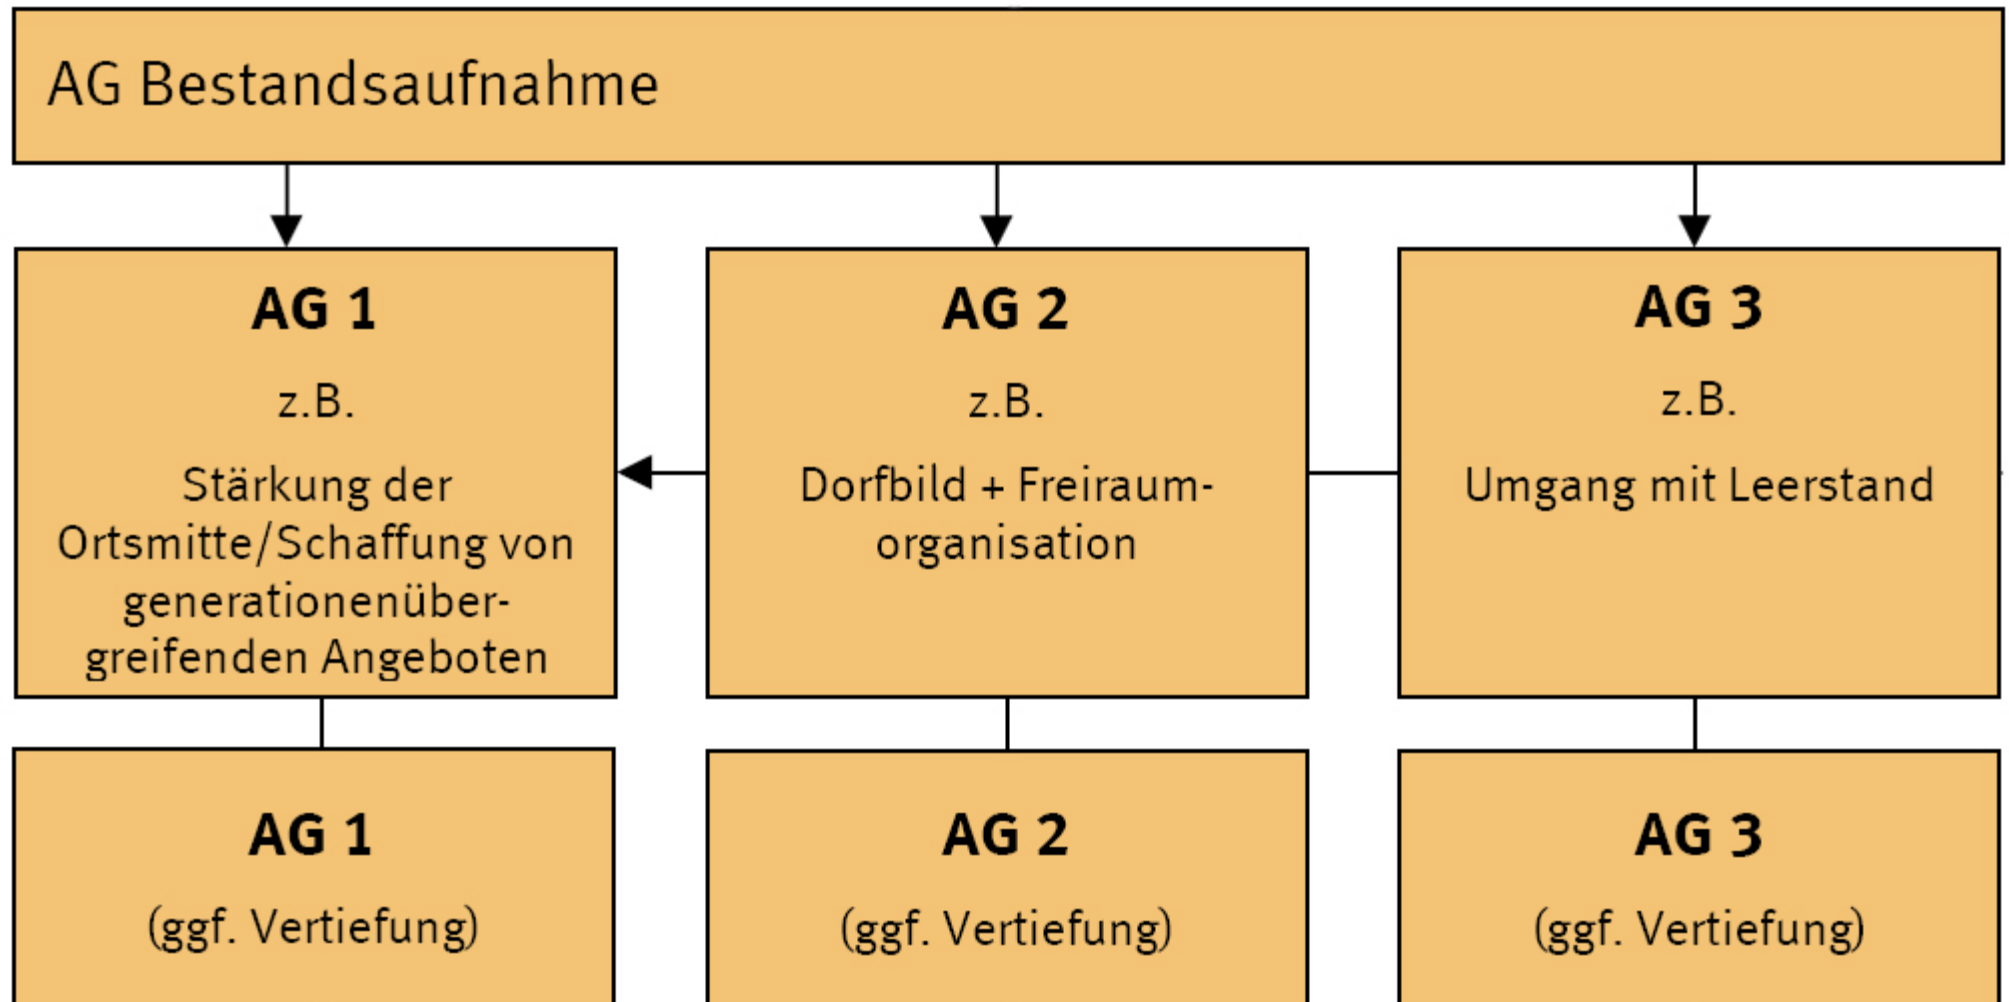 AG Bestandsaufnahme
AG 1
z.B.
Stärkung der
Ortsmitte/Schaffung von
generationenüber-
greifenden Angeboten
AG 2
z.B.
Dorfbild + Freiraum-
organisation
AG 3
z.B.
Umgang mit Leerstand
AG 1
(ggf. Vertiefung)
AG 2
(ggf. Vertiefung)
AG 3
(ggf. Vertiefung)